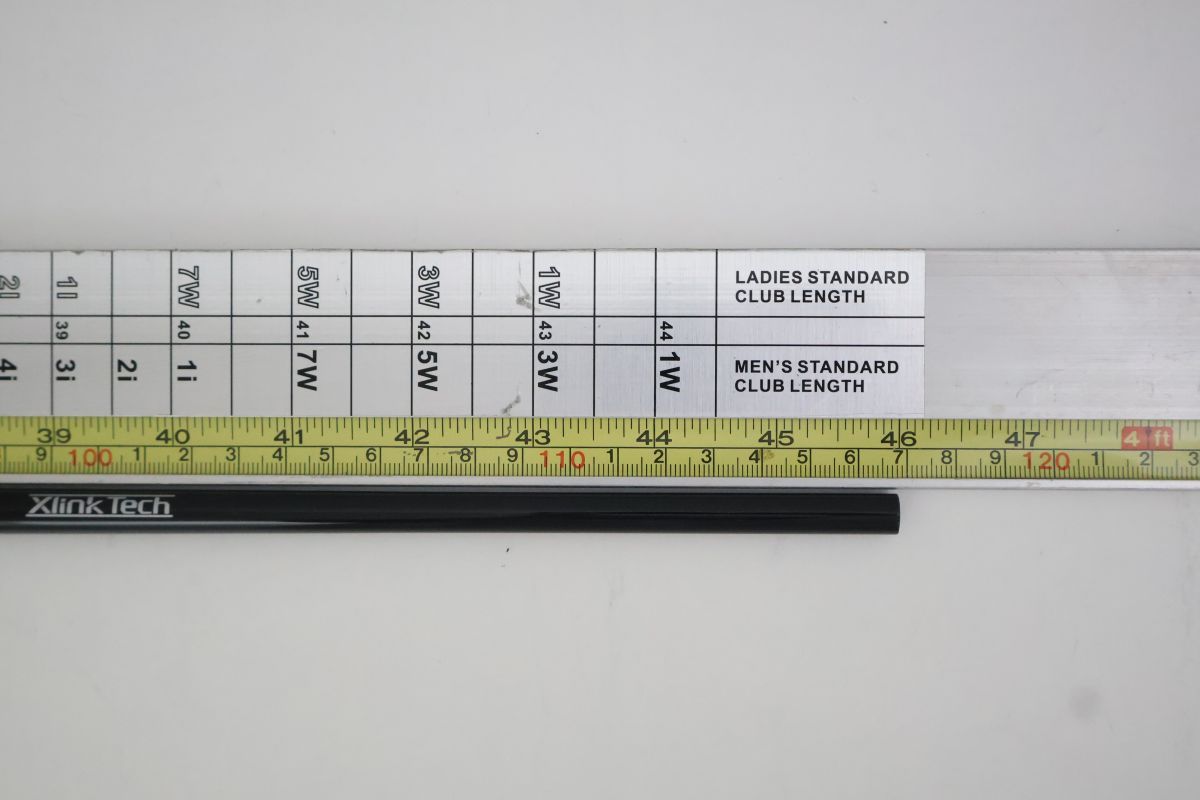 2I 1I 7W 5W 3W 1W LADIES STANDARD
CLUB LENGTH
39 40 41 42 43 44
4i 3i 2i 1i 7W 5W 3W 1W MEN'S STANDARD
CLUB LENGTH
39 40 41 42 43 44 45 46 47 4 ft
9 100 1 2 3 4 5 6 7 8 9 110 1 2 3 4 5 6 7 8 9 120 1 2 3
Xlink Tech